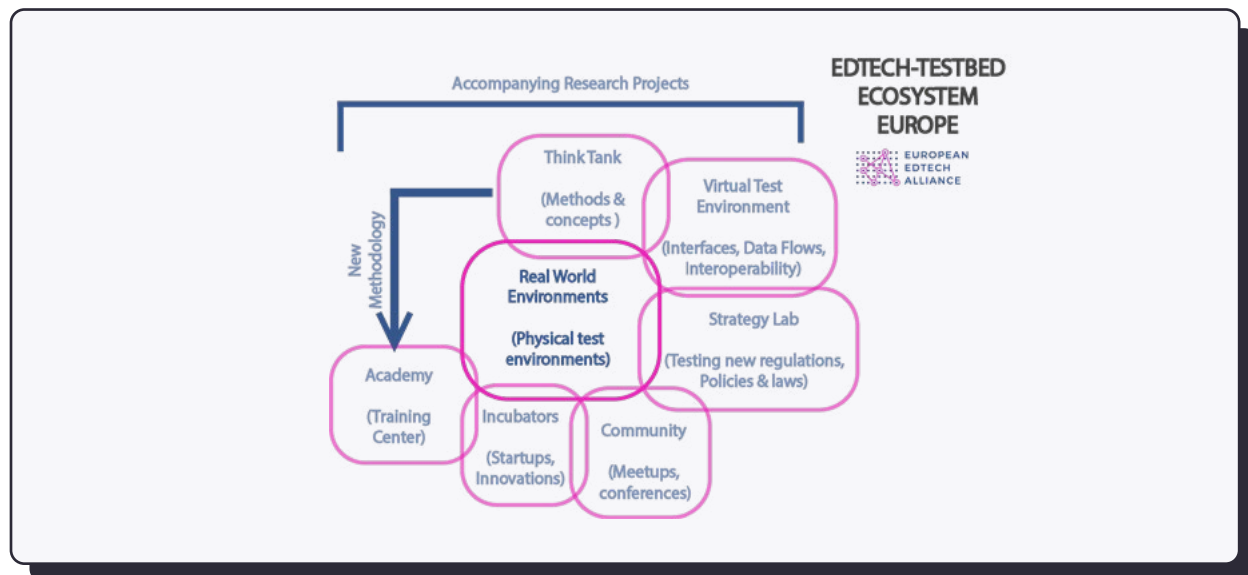 EDTECH-TESTBED
ECOSYSTEM
EUROPE
EUROPEAN
EDTECH
ALLIANCE
Accompanying Research Projects
Think Tank
(Methods &
concepts )
Virtual Test
Environment
(Interfaces, Data Flows,
Interoperability)
New
Methodology
Real World
Environments
(Physical test
environments)
Strategy Lab
(Testing new regulations,
Policies & laws)
Academy
(Training
Center)
Incubators
(Startups,
Innovations)
Community
(Meetups,
conferences)